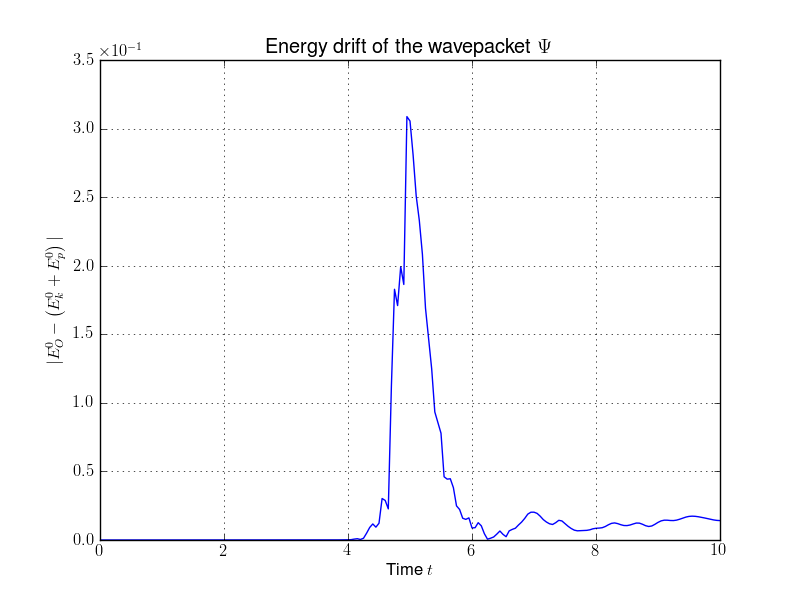 Energy drift of the wavepacket Ψ
×10⁻¹
3.5
3.0
2.5
2.0
1.5
1.0
0.5
0.0
|E_O^0 − (E_k^0 + E_p^0)|
0 2 4 6 8 10
Time t